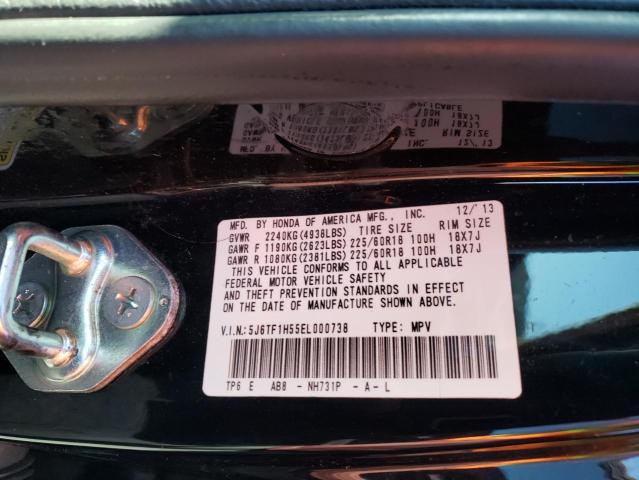 MFD. BY HONDA OF AMERICA MFG., INC. 12/'13
GVWR 2240KG(4938LBS) TIRE SIZE RIM SIZE
GAWR F 1190KG(2623LBS) 225/60R18 100H 18X7J
GAWR R 1080KG(2381LBS) 225/60R18 100H 18X7J
THIS VEHICLE CONFORMS TO ALL APPLICABLE
FEDERAL MOTOR VEHICLE SAFETY
AND THEFT PREVENTION STANDARDS IN EFFECT
ON THE DATE OF MANUFACTURE SHOWN ABOVE.
V.I.N.:5J6TF1H55EL000738 TYPE: MPV
TP6 E AB8 - NH731P - A - L